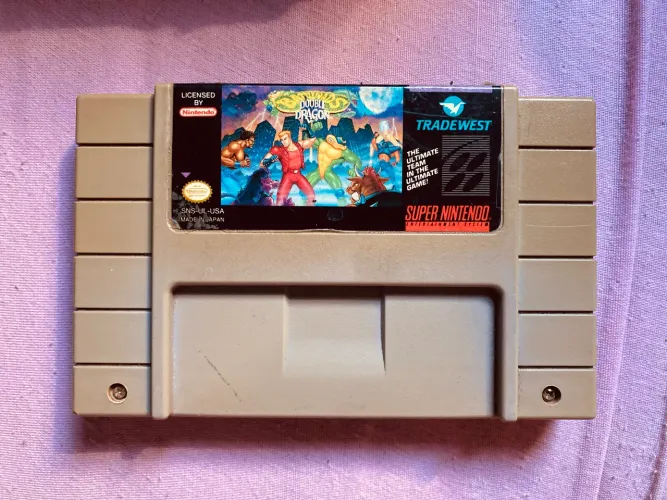 LICENSED
BY
Nintendo
BATTLETOADS
DOUBLE
DRAGON
TRADEWEST
THE
ULTIMATE
TEAM
IN THE
ULTIMATE
GAME!
SNS-UL-USA
MADE IN JAPAN
SUPER NINTENDO
ENTERTAINMENT SYSTEM